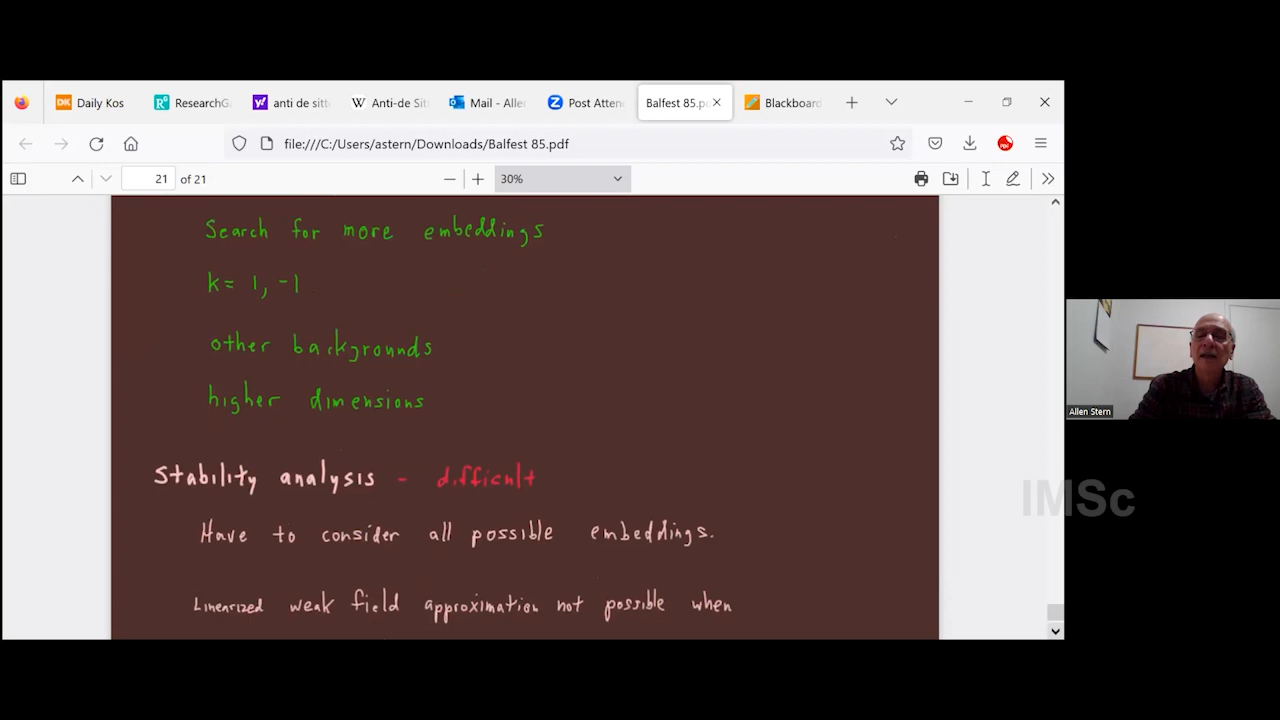 Daily Kos
ResearchG
anti de sitt
Anti-de Sit
Mail - Aller
Post Atten
Balfest 85.p
Blackboard
file:///C:/Users/astern/Downloads/Balfest 85.pdf
21 of 21
30%
Search for more embeddings
k= 1, -1
other backgrounds
higher dimensions
Stability analysis - difficult
Have to consider all possible embeddings.
Linearized weak field approximation not possible when
Allen Stern
IMSc